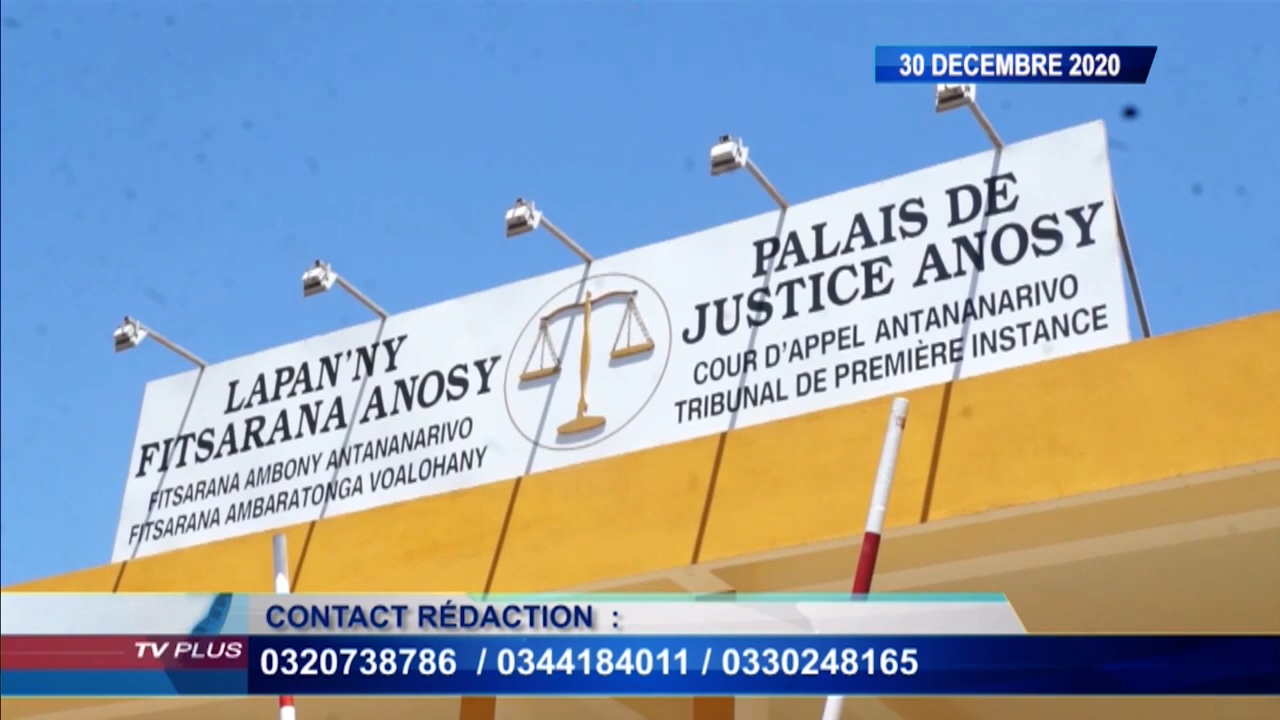 30 DECEMBRE 2020
LAPAN'NY
FITSARANA ANOSY
FITSARANA AMBONY ANTANANARIVO
FITSARANA AMBARATONGA VOALOHANY
PALAIS DE
JUSTICE ANOSY
COUR D'APPEL ANTANANARIVO
TRIBUNAL DE PREMIÈRE INSTANCE
CONTACT RÉDACTION :
TV PLUS
0320738786 / 0344184011 / 0330248165